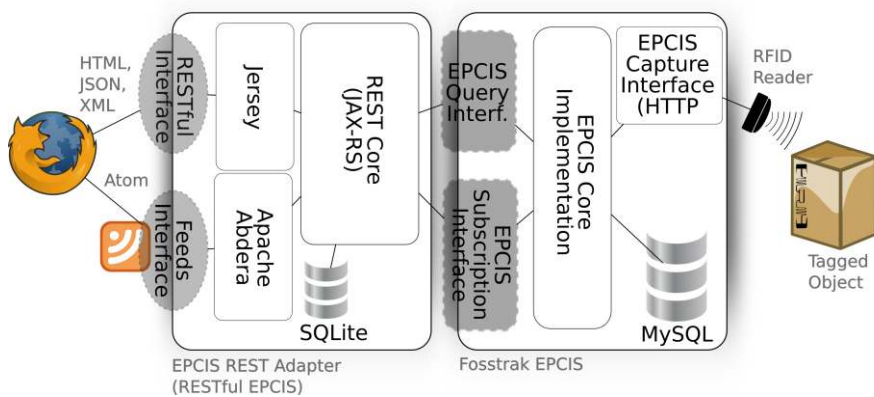 HTML,
JSON,
XML
Atom
RESTful
Interface
Feeds
Interface
Jersey
Apache
Abdera
REST Core
(JAX-RS)
SQLite
EPCIS REST Adapter
(RESTful EPCIS)
EPCIS
Query
Interf.
EPCIS
Subscription
Interface
EPCIS Core
Implementation
EPCIS
Capture
Interface
(HTTP
MySQL
Fosstrak EPCIS
RFID
Reader
Tagged
Object